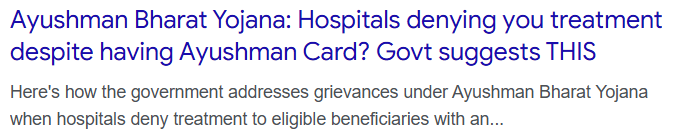 Ayushman Bharat Yojana: Hospitals denying you treatment
despite having Ayushman Card? Govt suggests THIS
Here's how the government addresses grievances under Ayushman Bharat Yojana
when hospitals deny treatment to eligible beneficiaries with an...